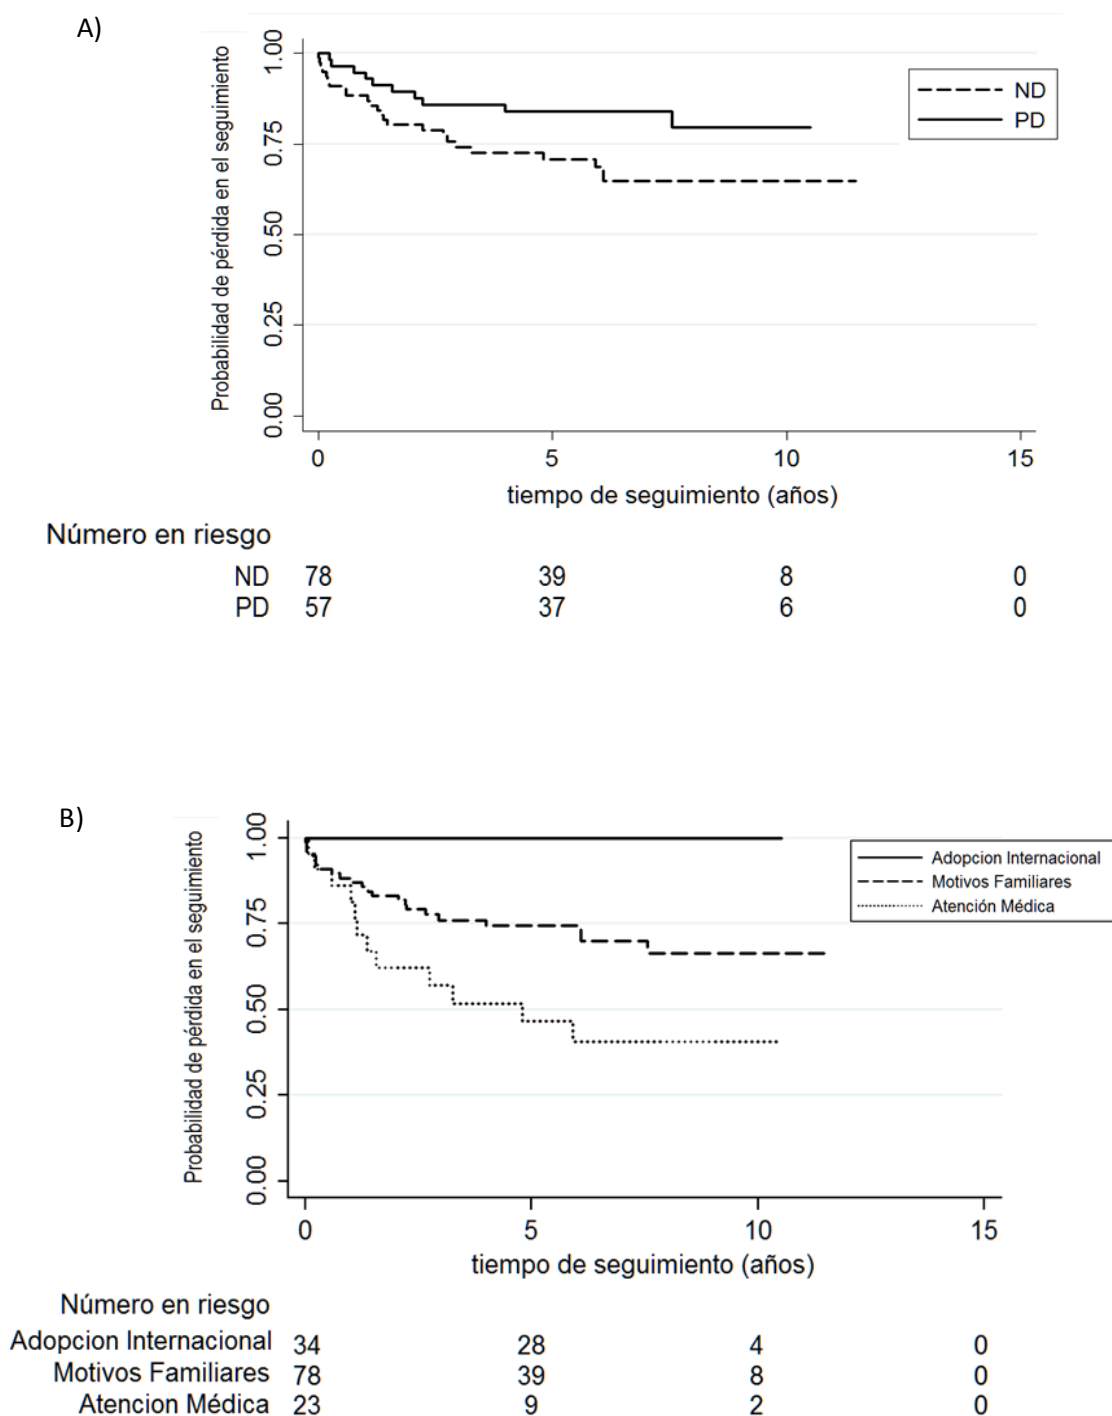 A)
Probabilidad de pérdida en el seguimiento
1.00
0.75
0.50
0.25
0.00
ND
PD
0 5 10 15
tiempo de seguimiento (años)
Número en riesgo
ND 78 39 8 0
PD 57 37 6 0
B)
Probabilidad de pérdida en el seguimiento
1.00
0.75
0.50
0.25
0.00
Adopcion Internacional
Motivos Familiares
Atención Médica
0 5 10 15
tiempo de seguimiento (años)
Número en riesgo
Adopcion Internacional 34 28 4 0
Motivos Familiares 78 39 8 0
Atencion Médica 23 9 2 0